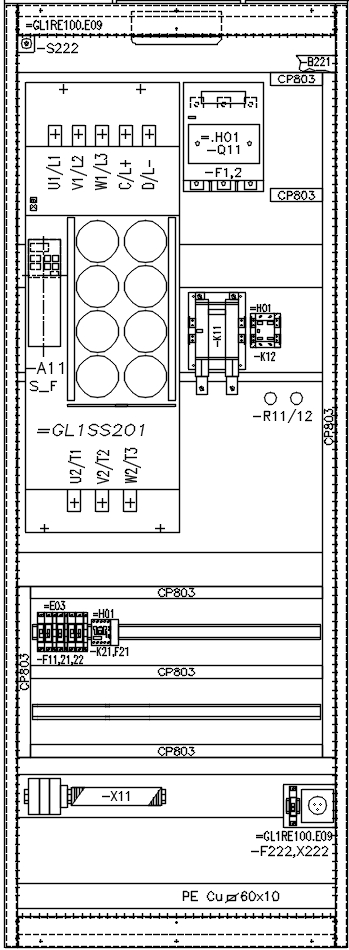 =GL1RE100.E09
-S222
-B221
CP803
=.H01
-Q11
-F1,2
CP803
U1/L1
V1/L2
W1/L3
C/L+
D/L-
-K11
=H01
-K12
-A11
S_F
-R11/12
CP803
=GL1SS201
U2/T1
V2/T2
W2/T3
CP803
=E03
=H01
-F11,21,22
-K21,F21
CP803
CP803
CP803
-X11
=GL1RE100.E09
-F222,X222
PE Cu 60x10